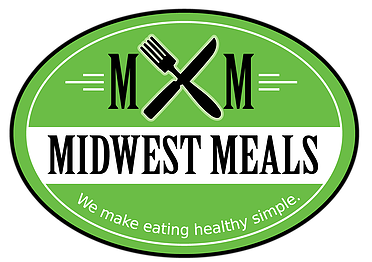 M M
MIDWEST MEALS
We make eating healthy simple.